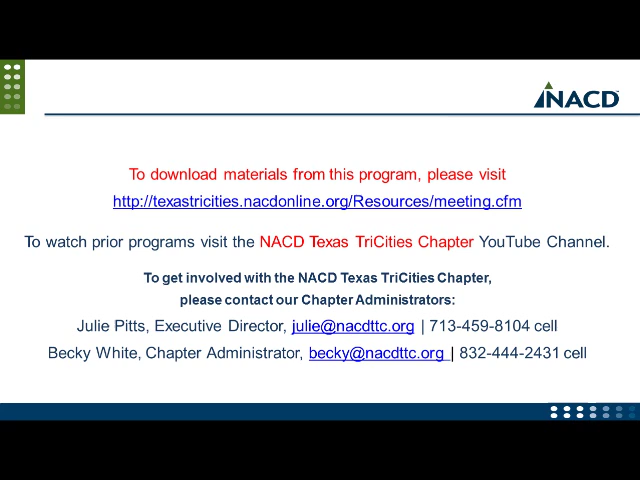 NACD
To download materials from this program, please visit
http://texastricities.nacdonline.org/Resources/meeting.cfm
To watch prior programs visit the NACD Texas TriCities Chapter YouTube Channel.
To get involved with the NACD Texas TriCities Chapter,
please contact our Chapter Administrators:
Julie Pitts, Executive Director, julie@nacdttc.org | 713-459-8104 cell
Becky White, Chapter Administrator, becky@nacdttc.org | 832-444-2431 cell